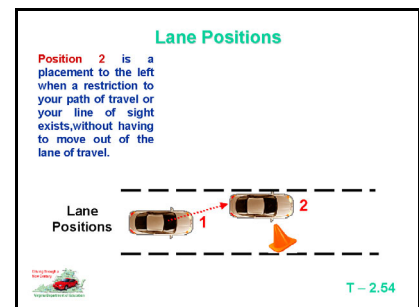 Lane Positions
Position 2 is a
placement to the left
when a restriction to
your path of travel or
your line of sight
exists,without having
to move out of the
lane of travel.
Lane
Positions
1
2
T – 2.54